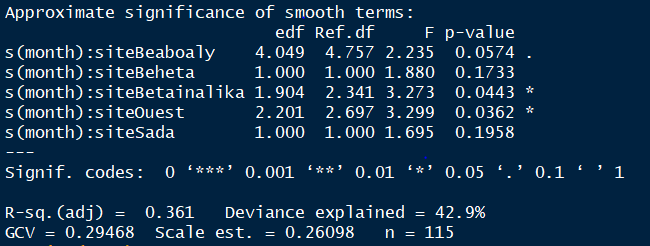 Approximate significance of smooth terms:
edf Ref.df F p-value
s(month):siteBeaboaly 4.049 4.757 2.235 0.0574 .
s(month):siteBeheta 1.000 1.000 1.880 0.1733
s(month):siteBetainalika 1.904 2.341 3.273 0.0443 *
s(month):siteOuest 2.201 2.697 3.299 0.0362 *
s(month):siteSada 1.000 1.000 1.695 0.1958
---
Signif. codes: 0 ‘***’ 0.001 ‘**’ 0.01 ‘*’ 0.05 ‘.’ 0.1 ‘ ’ 1
R-sq.(adj) = 0.361 Deviance explained = 42.9%
GCV = 0.29468 Scale est. = 0.26098 n = 115